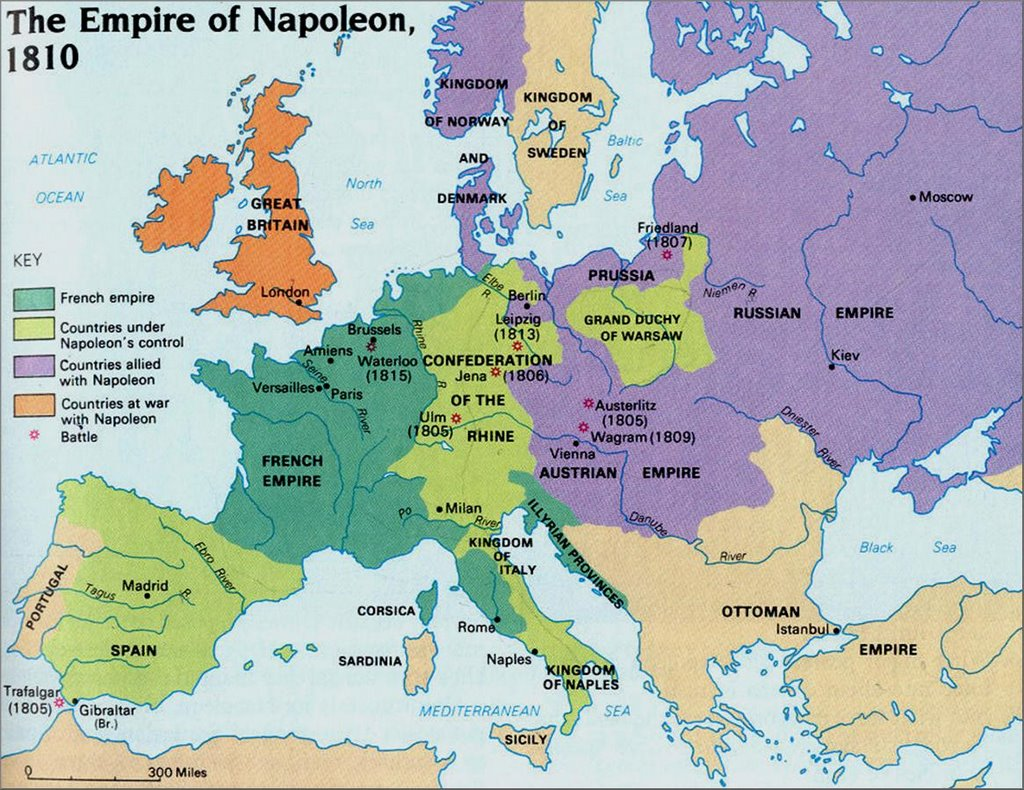 The Empire of Napoleon,
1810
KINGDOM
OF NORWAY
AND
DENMARK
KINGDOM
OF
SWEDEN
Baltic
Sea
ATLANTIC
OCEAN
North
Sea
GREAT
BRITAIN
London
Moscow
KEY
French empire
Countries under
Napoleon's control
Countries allied
with Napoleon
Countries at war
with Napoleon
Battle
Friedland
(1807)
PRUSSIA
Niemen R.
RUSSIAN EMPIRE
GRAND DUCHY
OF WARSAW
Kiev
Elbe
R.
Berlin
Leipzig
(1813)
Rhine
R.
Brussels
Waterloo
(1815)
Amiens
Seine
River
Versailles
Paris
CONFEDERATION
OF THE
RHINE
Jena (1806)
Ulm
(1805)
Austerlitz
(1805)
Wagram (1809)
Vienna
AUSTRIAN EMPIRE
Dniester River
FRENCH
EMPIRE
Milan
Po
River
KINGDOM
OF
ITALY
ILLYRIAN PROVINCES
Danube
River
Black Sea
Ebro River
Madrid
Tagus
R.
PORTUGAL
SPAIN
CORSICA
Rome
SARDINIA
Naples
KINGDOM
OF NAPLES
OTTOMAN
Istanbul
EMPIRE
Trafalgar
(1805)
Gibraltar
(Br.)
MEDITERRANEAN SEA
SICILY
0 300 Miles